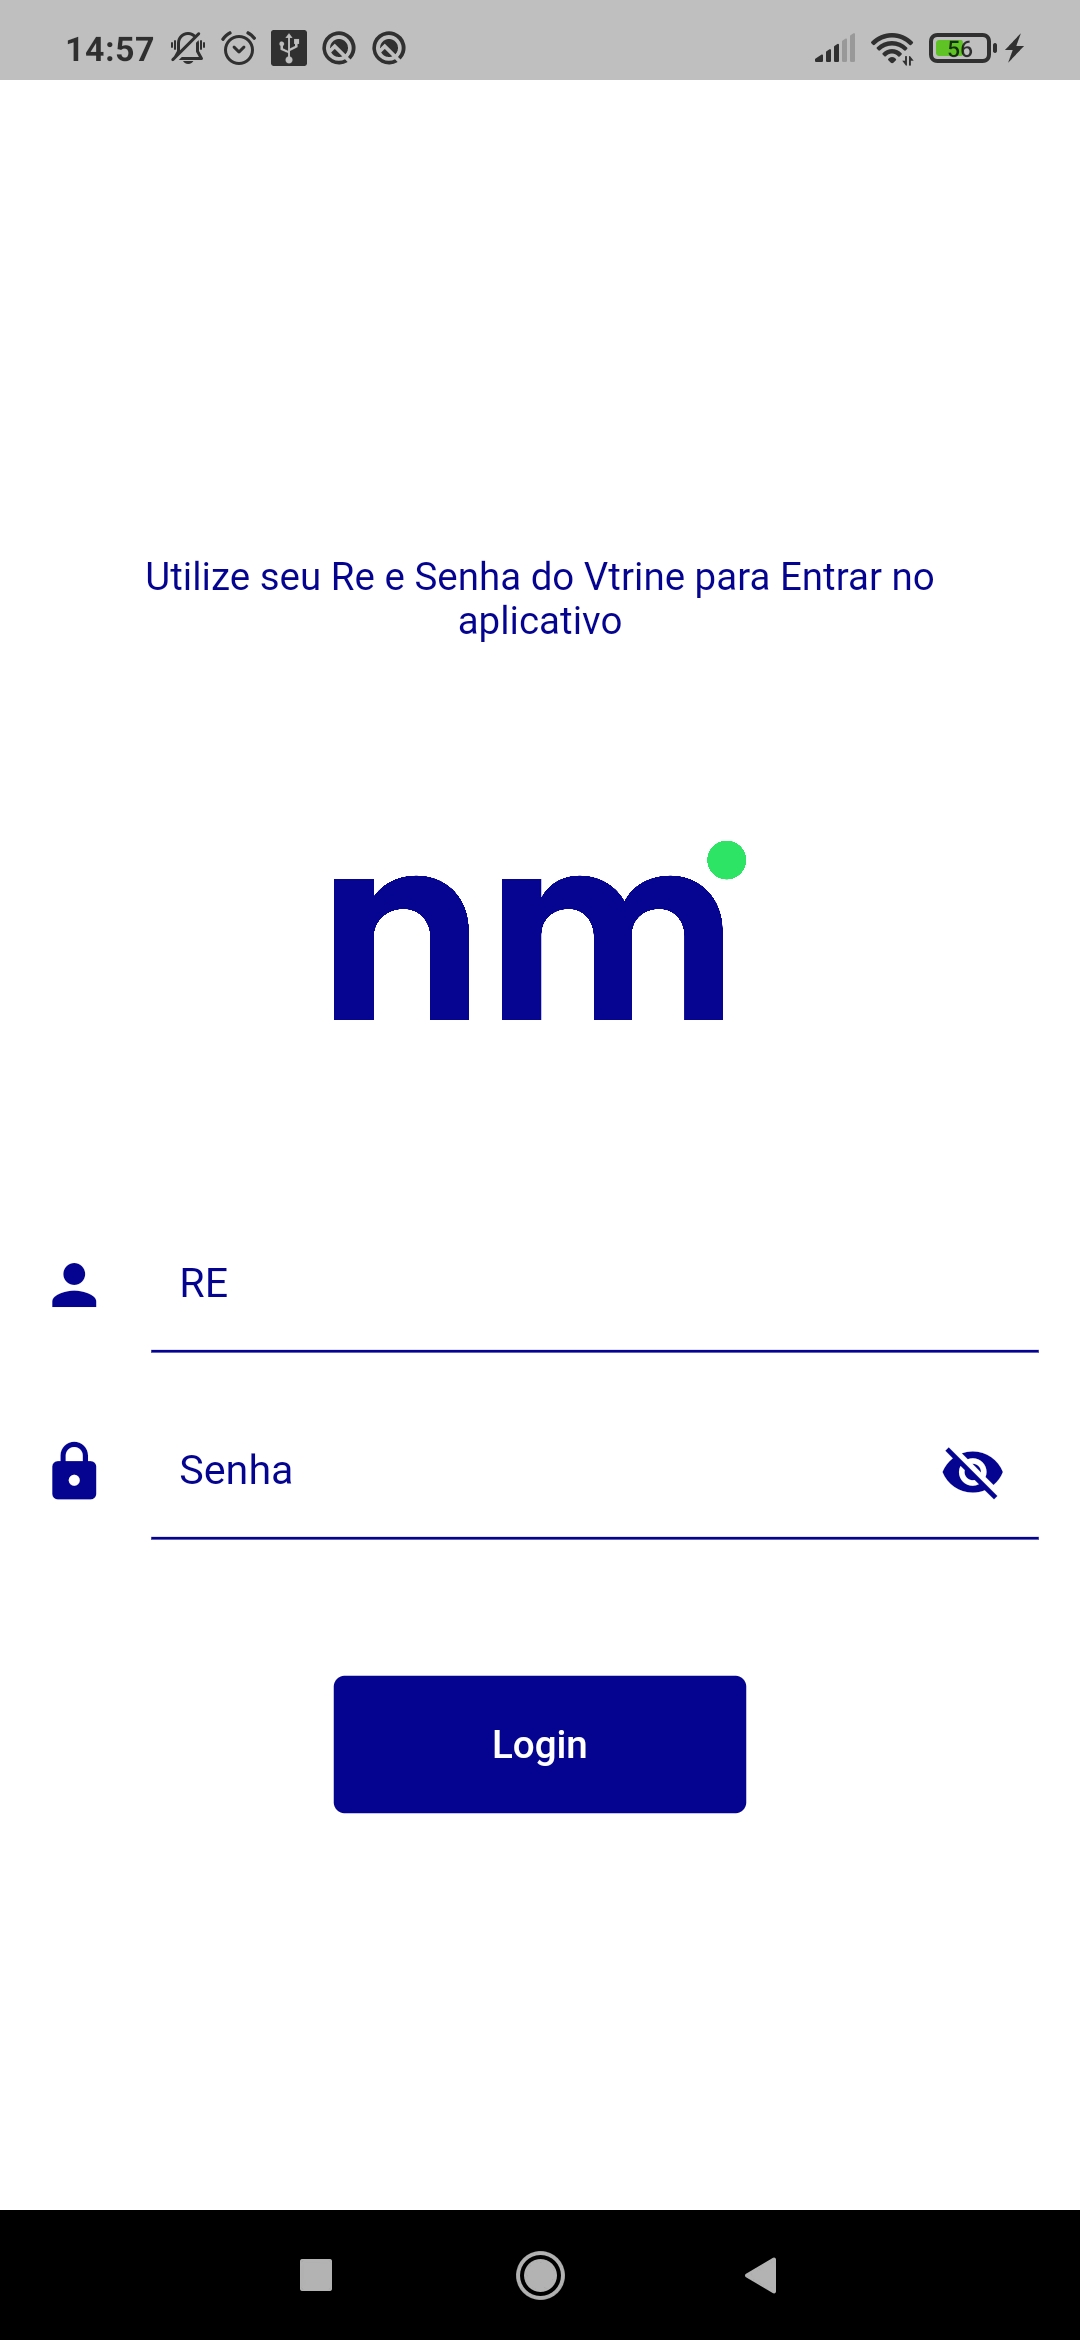 14:57
56
Utilize seu Re e Senha do Vtrine para Entrar no
aplicativo
nm
RE
Senha
Login